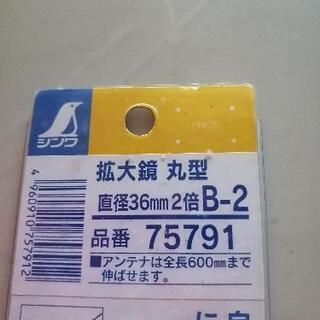 シンワ
拡大鏡 丸型
直径36mm 2倍 B-2
品番 75791
■アンテナは全長600mmまで
伸ばせます。
4 960910 757912